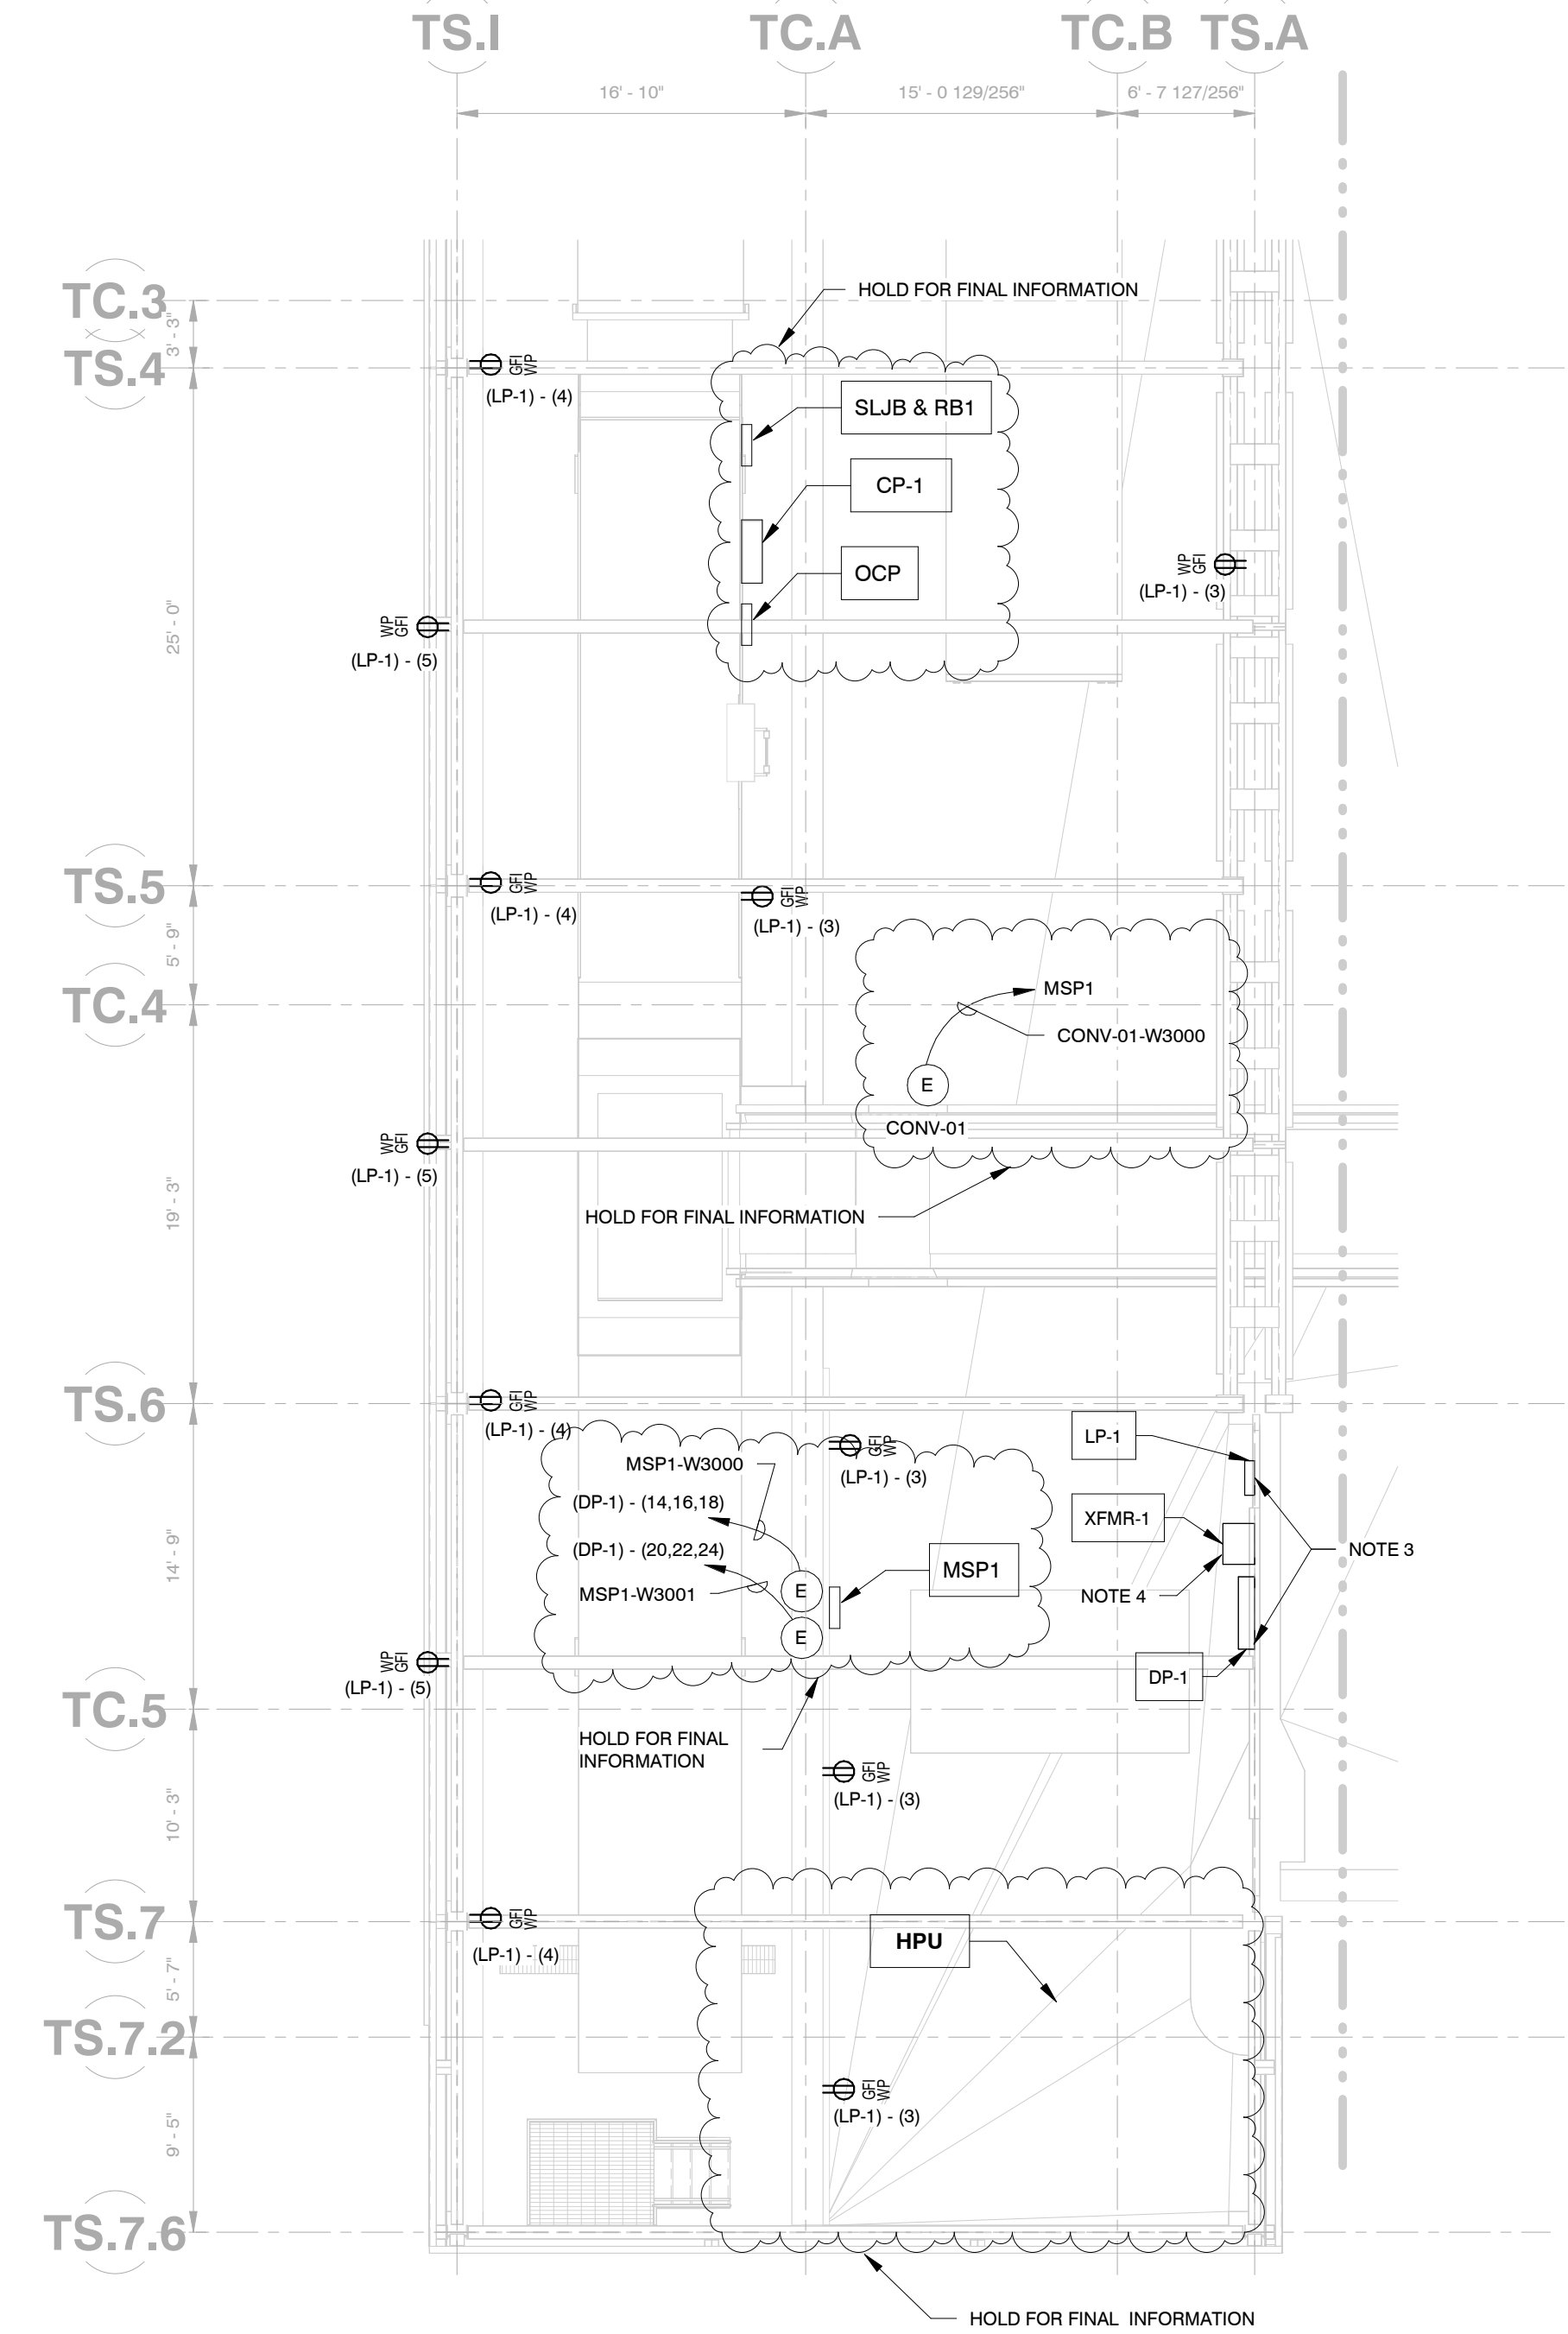 TS.I
TC.A
TC.B
TS.A
16' - 10"
15' - 0 129/256"
6' - 7 127/256"
TC.3
3' - 3"
HOLD FOR FINAL INFORMATION
TS.4
GFI
WP
(LP-1) - (4)
SLJB & RB1
CP-1
OCP
WP
GFI
(LP-1) - (3)
25' - 0"
WP
GFI
(LP-1) - (5)
TS.5
GFI
WP
(LP-1) - (4)
GFI
WP
(LP-1) - (3)
5' - 9"
TC.4
MSP1
CONV-01-W3000
E
CONV-01
WP
GFI
(LP-1) - (5)
19' - 3"
HOLD FOR FINAL INFORMATION
TS.6
GFI
WP
(LP-1) - (4)
GFI
WP
(LP-1) - (3)
LP-1
MSP1-W3000
(DP-1) - (14,16,18)
XFMR-1
14' - 9"
(DP-1) - (20,22,24)
NOTE 3
MSP1
E
MSP1-W3001
NOTE 4
E
WP
GFI
(LP-1) - (5)
DP-1
TC.5
HOLD FOR FINAL
INFORMATION
GFI
WP
(LP-1) - (3)
10' - 3"
TS.7
GFI
WP
(LP-1) - (4)
HPU
5' - 7"
TS.7.2
GFI
WP
(LP-1) - (3)
9' - 5"
TS.7.6
HOLD FOR FINAL INFORMATION